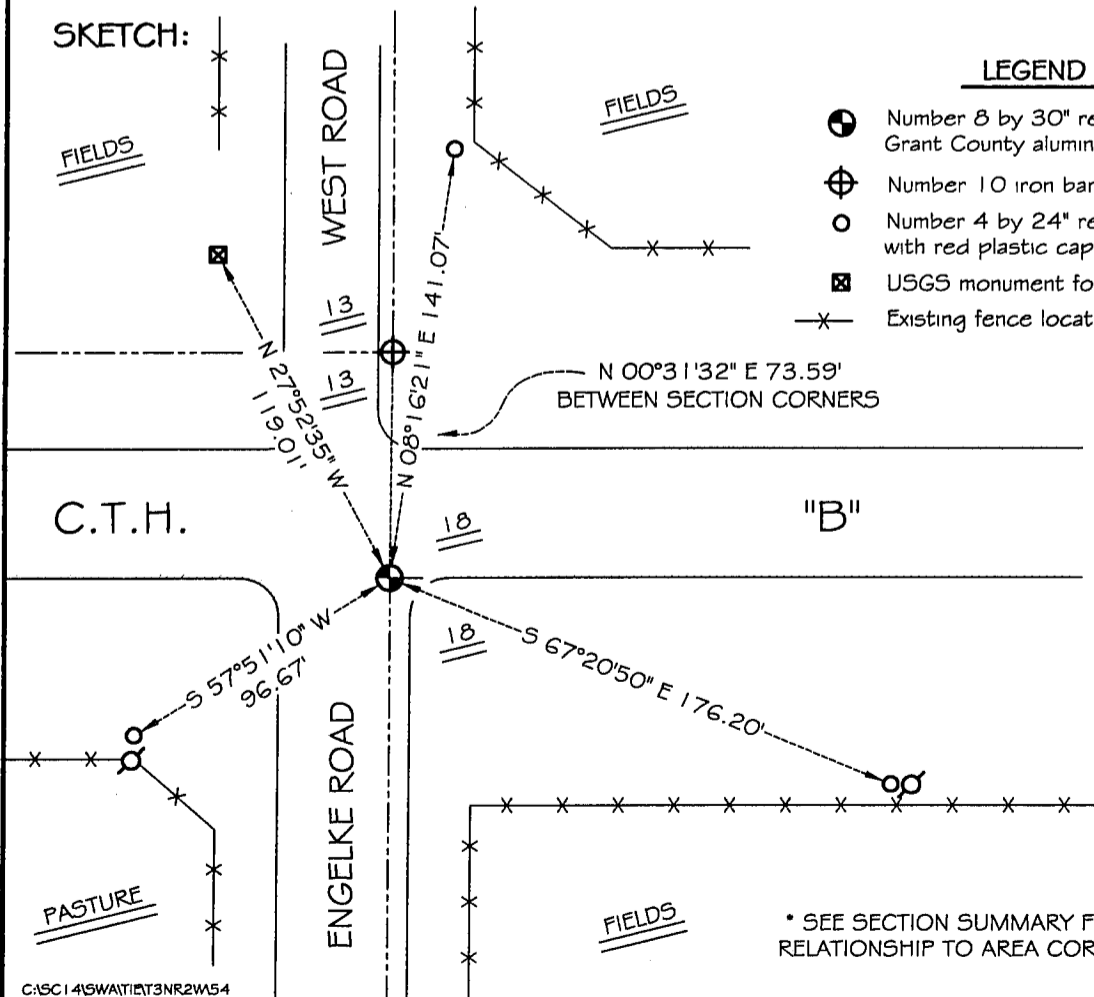 SKETCH:
LEGEND
Number 8 by 30" re
Grant County alumin
Number 10 iron bar
Number 4 by 24" re
with red plastic cap
USGS monument fo
Existing fence locat
FIELDS
WEST ROAD
FIELDS
13
13
N 27°52'35" W
119.01'
N 08°16'21" E 141.07'
N 00°31'32" E 73.59'
BETWEEN SECTION CORNERS
C.T.H.
"B"
18
18
S 57°51'10" W
96.67'
S 67°20'50" E 176.20'
ENGELKE ROAD
PASTURE
FIELDS
* SEE SECTION SUMMARY F
RELATIONSHIP TO AREA COR
C:\SC14\SWA\TIE\T3NR2W\54